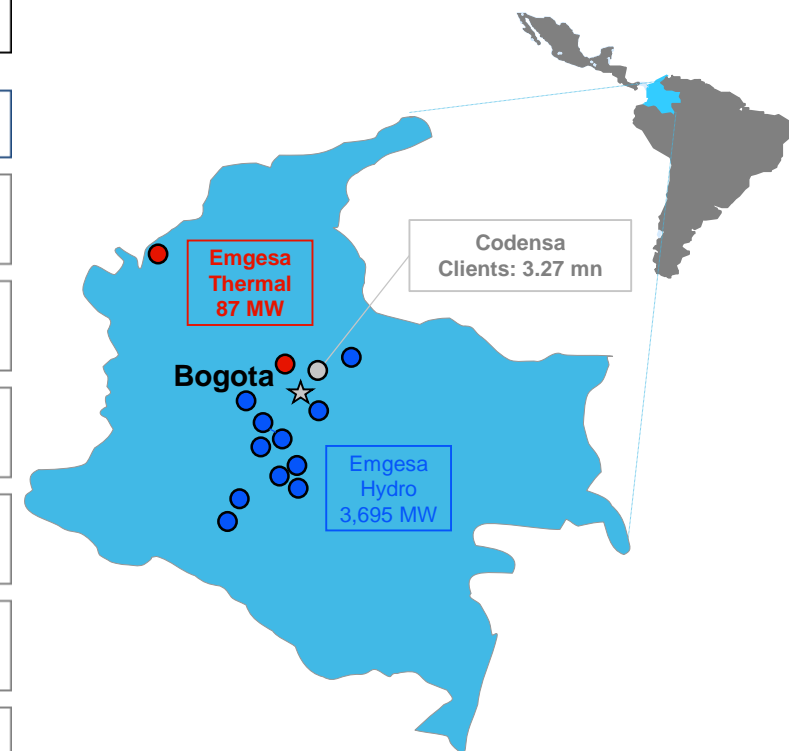 Codensa
Clients: 3.27 mn
Emgesa
Thermal
87 MW
Bogota
Emgesa
Hydro
3,695 MW